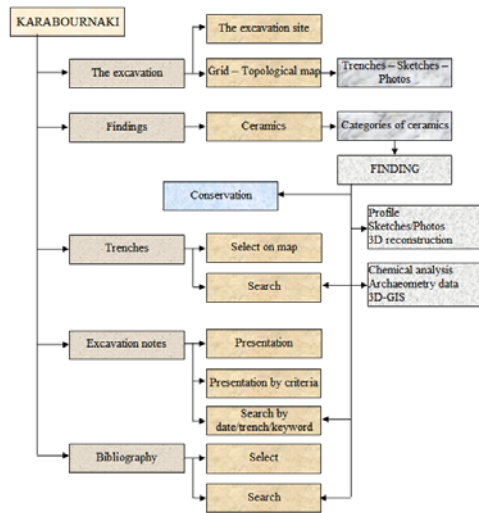 KARABOURNAKI
The excavation site
The excavation
Grid – Topological map
Trenches – Sketches –
Photos
Findings
Ceramics
Categories of ceramics
FINDING
Conservation
Profile
Sketches/Photos
3D reconstruction
Trenches
Select on map
Search
Chemical analysis
Archaeometry data
3D-GIS
Excavation notes
Presentation
Presentation by criteria
Search by
date/trench/keyword
Bibliography
Select
Search